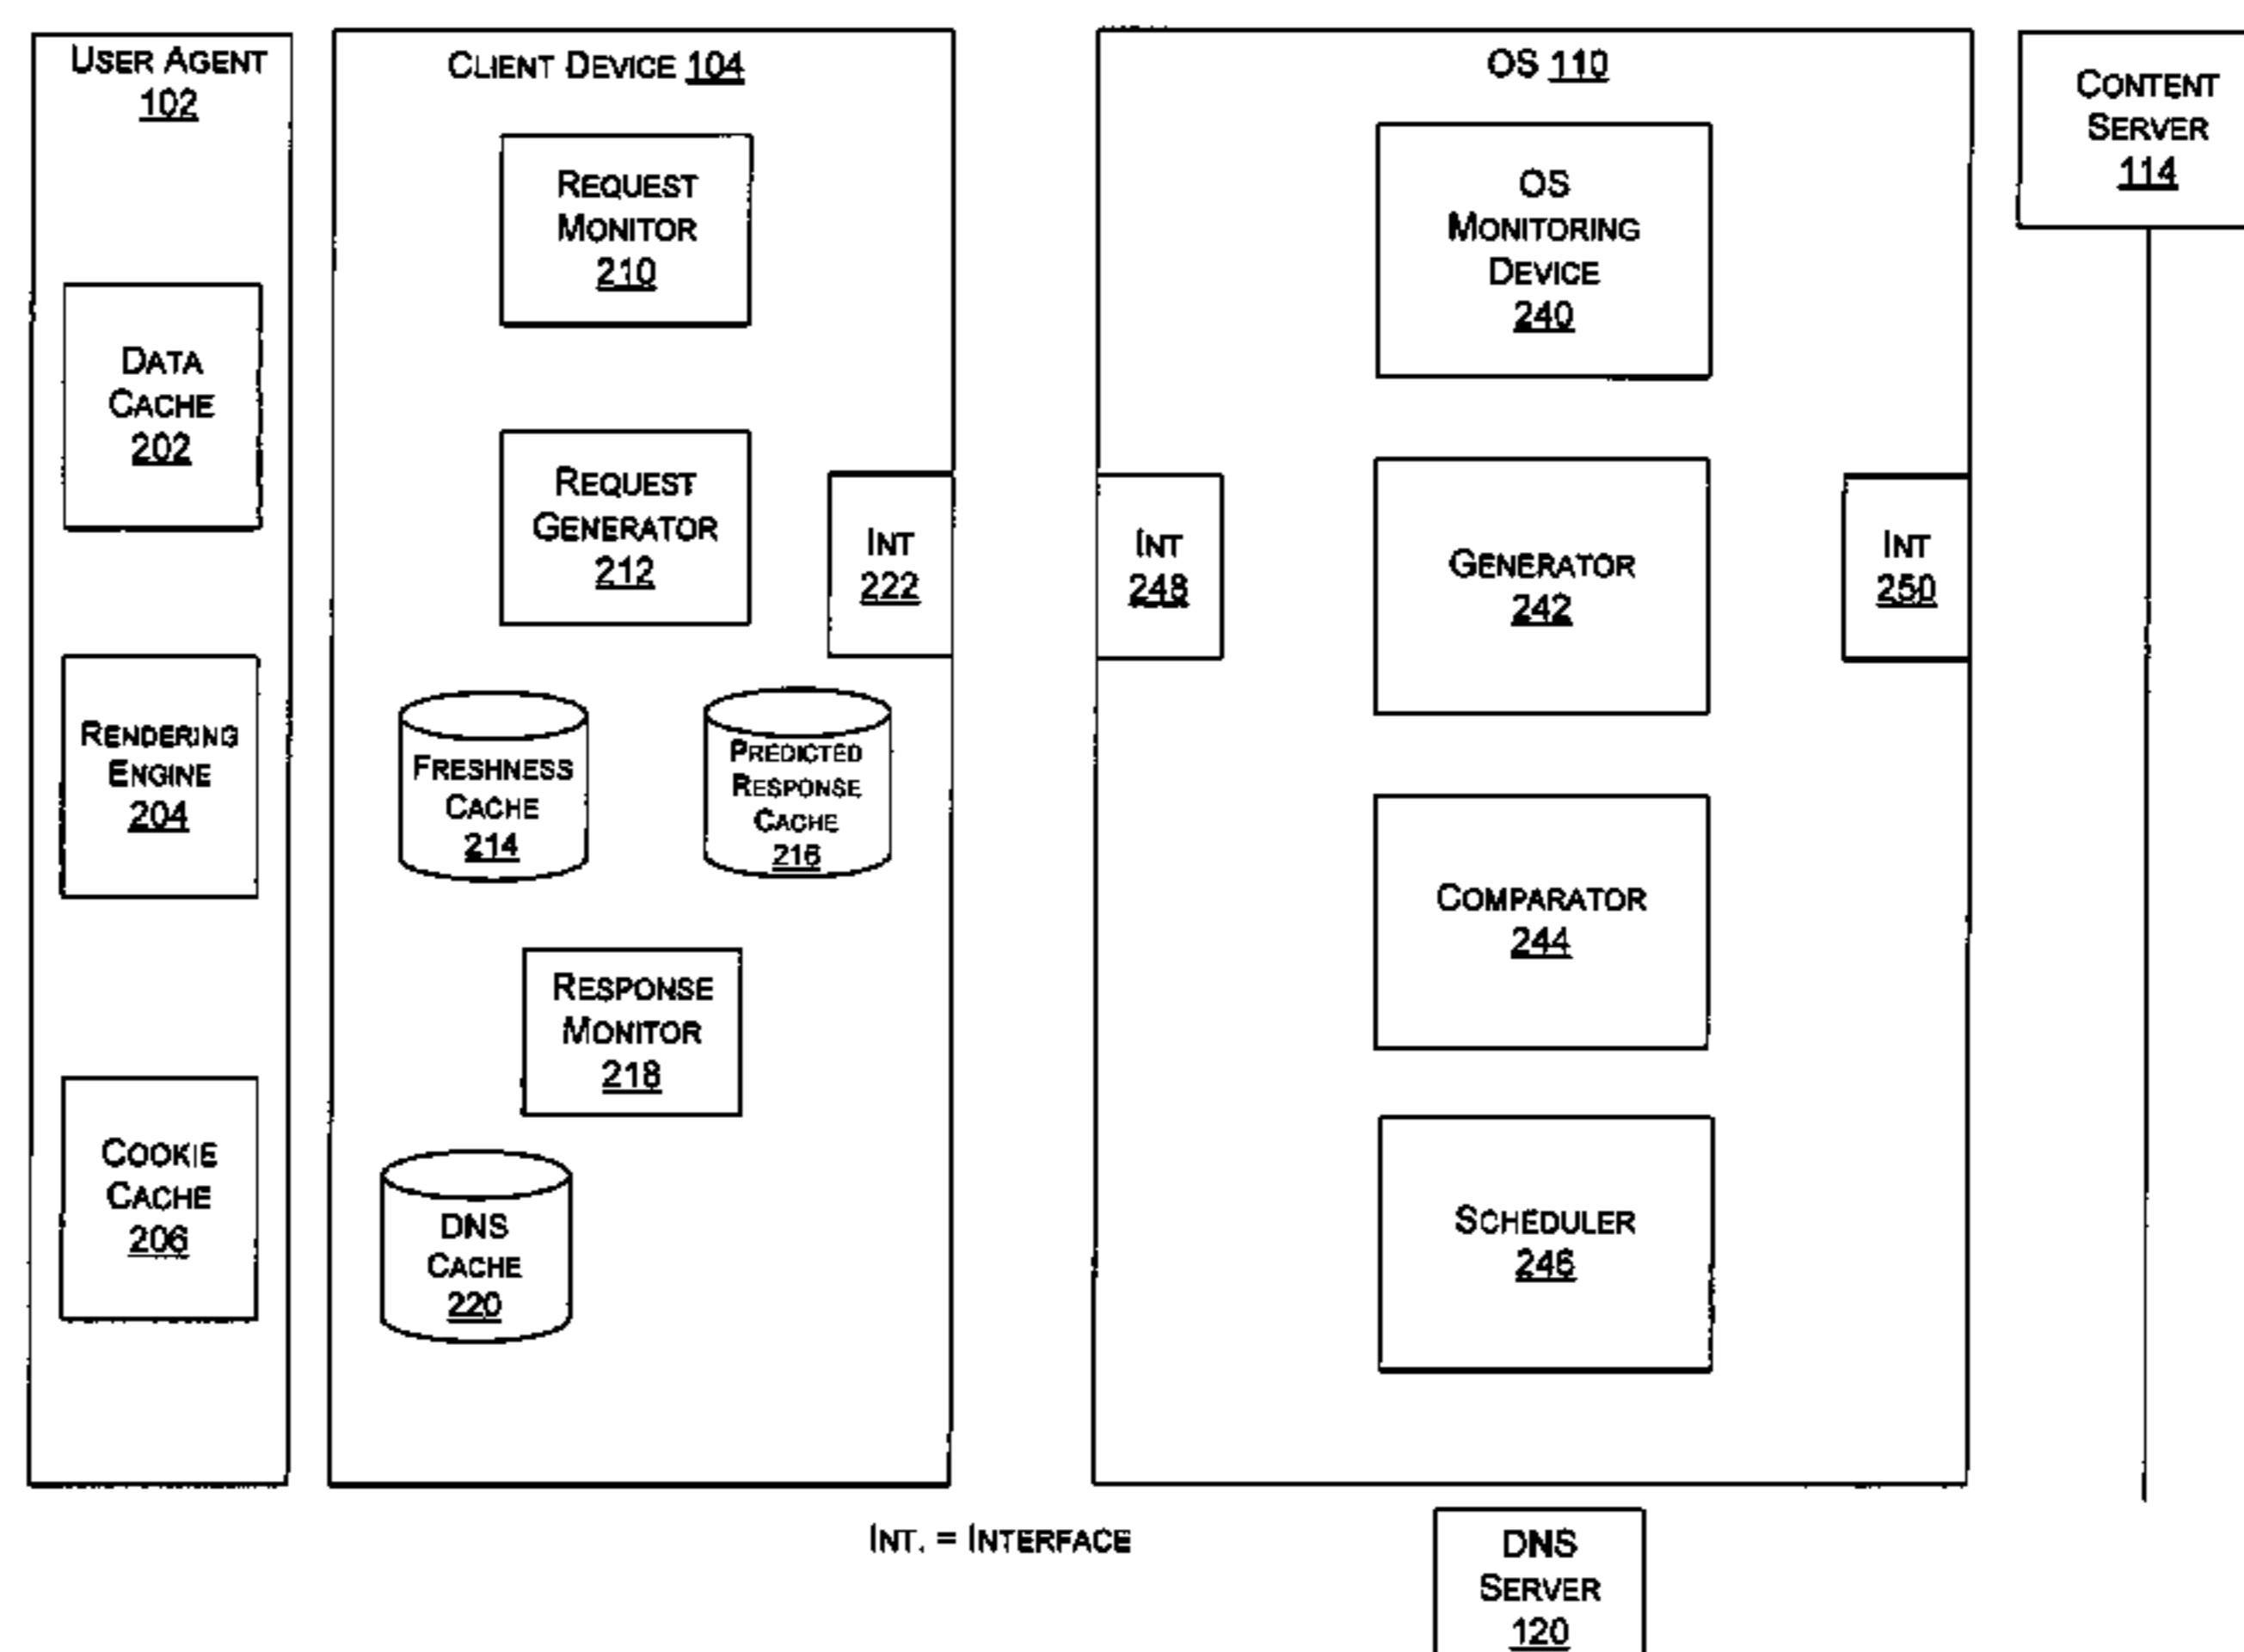 USER AGENT
102
DATA
CACHE
202
RENDERING
ENGINE
204
COOKIE
CACHE
206
CLIENT DEVICE 104
REQUEST
MONITOR
210
REQUEST
GENERATOR
212
INT
222
FRESHNESS
CACHE
214
PREDICTED
RESPONSE
CACHE
216
RESPONSE
MONITOR
218
DNS
CACHE
220
OS 110
OS
MONITORING
DEVICE
240
INT
248
GENERATOR
242
INT
250
COMPARATOR
244
SCHEDULER
246
CONTENT
SERVER
114
INT. = INTERFACE
DNS
SERVER
120